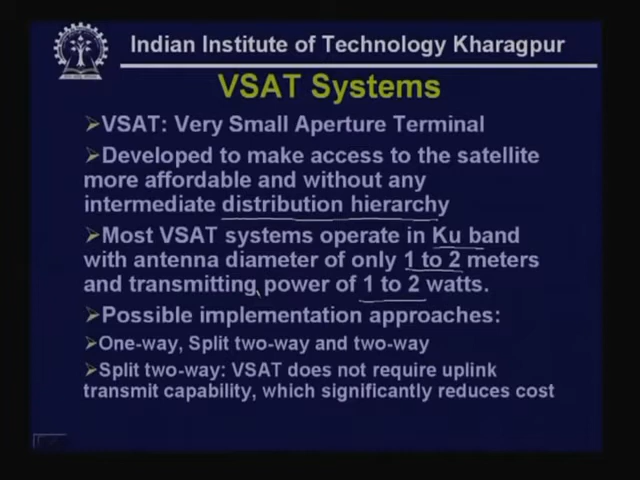 Indian Institute of Technology Kharagpur
VSAT Systems
➢VSAT: Very Small Aperture Terminal
➢Developed to make access to the satellite
more affordable and without any
intermediate distribution hierarchy
➢Most VSAT systems operate in Ku band
with antenna diameter of only 1 to 2 meters
and transmitting power of 1 to 2 watts.
➢Possible implementation approaches:
➢One-way, Split two-way and two-way
➢Split two-way: VSAT does not require uplink
transmit capability, which significantly reduces cost